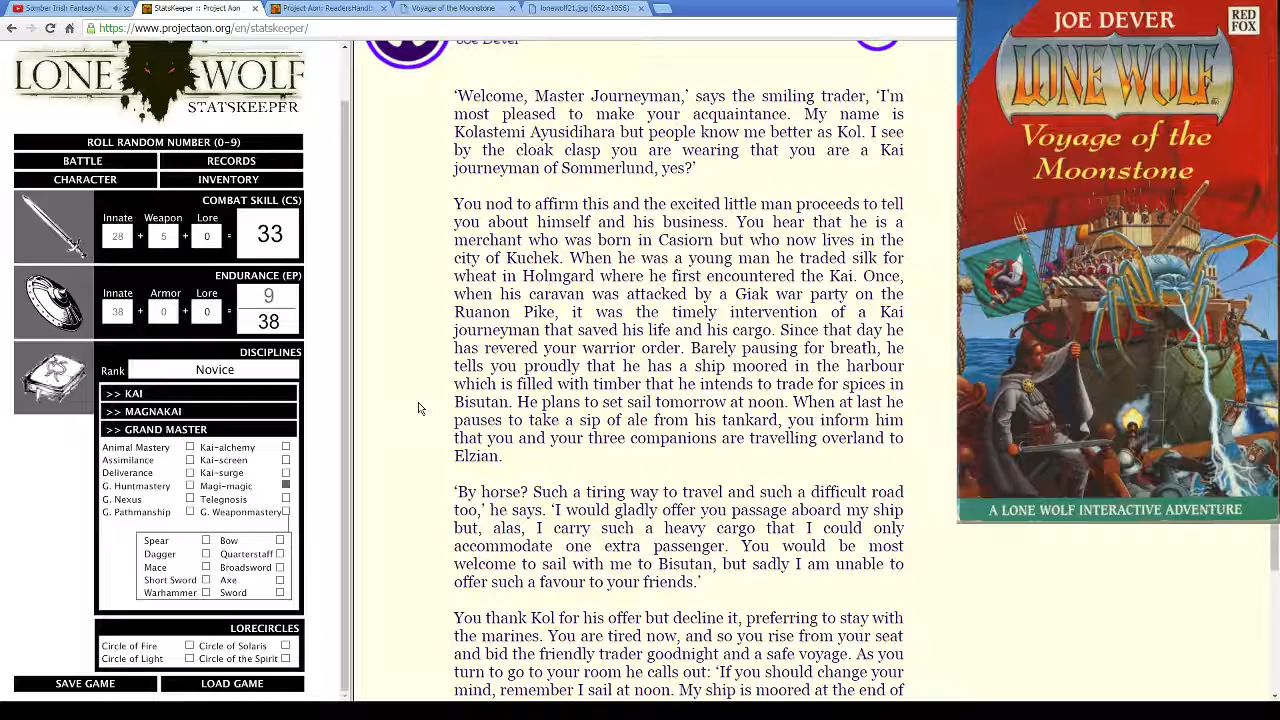 Somber Irish Fantasy Mu
StatsKeeper :: Project Aon
Project Aon: ReadersHandb
Voyage of the Moonstone
lonewolf21.jpg (652×1056)
https://www.projectaon.org/en/statskeeper/
LONE WOLF
STATSKEEPER
ROLL RANDOM NUMBER (0-9)
BATTLE RECORDS
CHARACTER INVENTORY
COMBAT SKILL (CS)
Innate Weapon Lore
28 + 5 + 0 = 33
ENDURANCE (EP)
Innate Armor Lore
9
38 + 0 + 0 = 38
DISCIPLINES
Rank Novice
>> KAI
>> MAGNAKAI
>> GRAND MASTER
Animal Mastery Kai-alchemy
Assimilance Kai-screen
Deliverance Kai-surge
G. Huntmastery Magi-magic
G. Nexus Telegnosis
G. Pathmanship G. Weaponmastery
Spear Bow
Dagger Quarterstaff
Mace Broadsword
Short Sword Axe
Warhammer Sword
LORECIRCLES
Circle of Fire Circle of Solaris
Circle of Light Circle of the Spirit
SAVE GAME LOAD GAME
Joe Dever
‘Welcome, Master Journeyman,’ says the smiling trader, ‘I'm
most pleased to make your acquaintance. My name is
Kolastemi Ayusidihara but people know me better as Kol. I see
by the cloak clasp you are wearing that you are a Kai
journeyman of Sommerlund, yes?’
You nod to affirm this and the excited little man proceeds to tell
you about himself and his business. You hear that he is a
merchant who was born in Casiorn but who now lives in the
city of Kuchek. When he was a young man he traded silk for
wheat in Holmgard where he first encountered the Kai. Once,
when his caravan was attacked by a Giak war party on the
Ruanon Pike, it was the timely intervention of a Kai
journeyman that saved his life and his cargo. Since that day he
has revered your warrior order. Barely pausing for breath, he
tells you proudly that he has a ship moored in the harbour
which is filled with timber that he intends to trade for spices in
Bisutan. He plans to set sail tomorrow at noon. When at last he
pauses to take a sip of ale from his tankard, you inform him
that you and your three companions are travelling overland to
Elzian.
‘By horse? Such a tiring way to travel and such a difficult road
too,’ he says. ‘I would gladly offer you passage aboard my ship
but, alas, I carry such a heavy cargo that I could only
accommodate one extra passenger. You would be most
welcome to sail with me to Bisutan, but sadly I am unable to
offer such a favour to your friends.’
You thank Kol for his offer but decline it, preferring to stay with
the marines. You are tired now, and so you rise from your seat
and bid the friendly trader goodnight and a safe voyage. As you
turn to go to your room he calls out: ‘If you should change your
mind, remember I sail at noon. My ship is moored at the end of
JOE DEVER
RED
FOX
LONE WOLF
Voyage of the
Moonstone
A LONE WOLF INTERACTIVE ADVENTURE